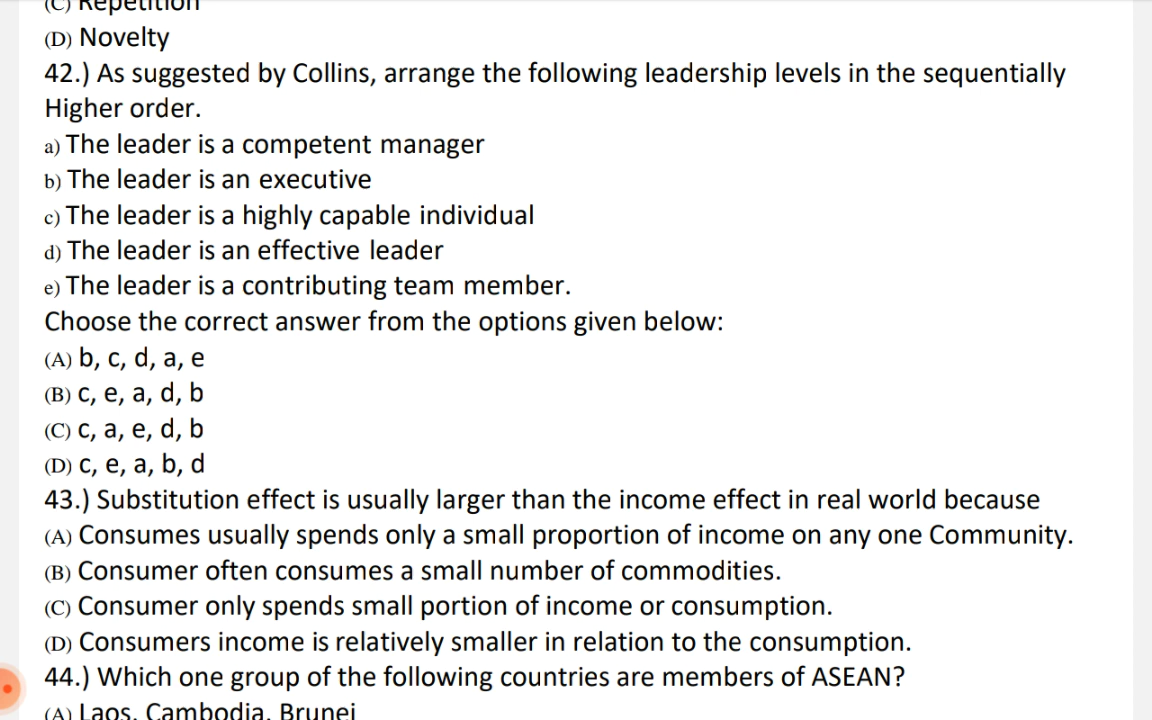 (C) Repetition
(D) Novelty
42.) As suggested by Collins, arrange the following leadership levels in the sequentially
Higher order.
a) The leader is a competent manager
b) The leader is an executive
c) The leader is a highly capable individual
d) The leader is an effective leader
e) The leader is a contributing team member.
Choose the correct answer from the options given below:
(A) b, c, d, a, e
(B) c, e, a, d, b
(C) c, a, e, d, b
(D) c, e, a, b, d
43.) Substitution effect is usually larger than the income effect in real world because
(A) Consumes usually spends only a small proportion of income on any one Community.
(B) Consumer often consumes a small number of commodities.
(C) Consumer only spends small portion of income or consumption.
(D) Consumers income is relatively smaller in relation to the consumption.
44.) Which one group of the following countries are members of ASEAN?
(A) Laos, Cambodia, Brunei